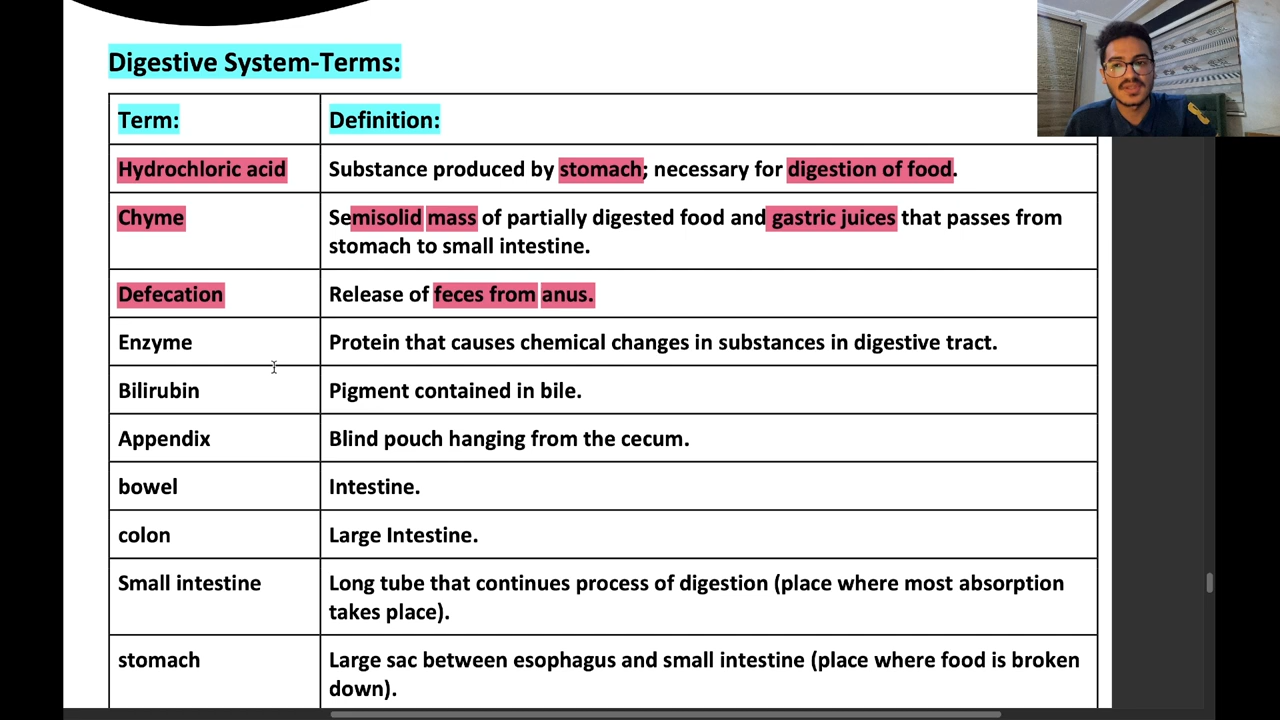 Digestive System-Terms:
Term:
Definition:
Hydrochloric acid
Substance produced by stomach; necessary for digestion of food.
Chyme
Semisolid mass of partially digested food and gastric juices that passes from
stomach to small intestine.
Defecation
Release of feces from anus.
Enzyme
Protein that causes chemical changes in substances in digestive tract.
Bilirubin
Pigment contained in bile.
Appendix
Blind pouch hanging from the cecum.
bowel
Intestine.
colon
Large Intestine.
Small intestine
Long tube that continues process of digestion (place where most absorption
takes place).
stomach
Large sac between esophagus and small intestine (place where food is broken
down).